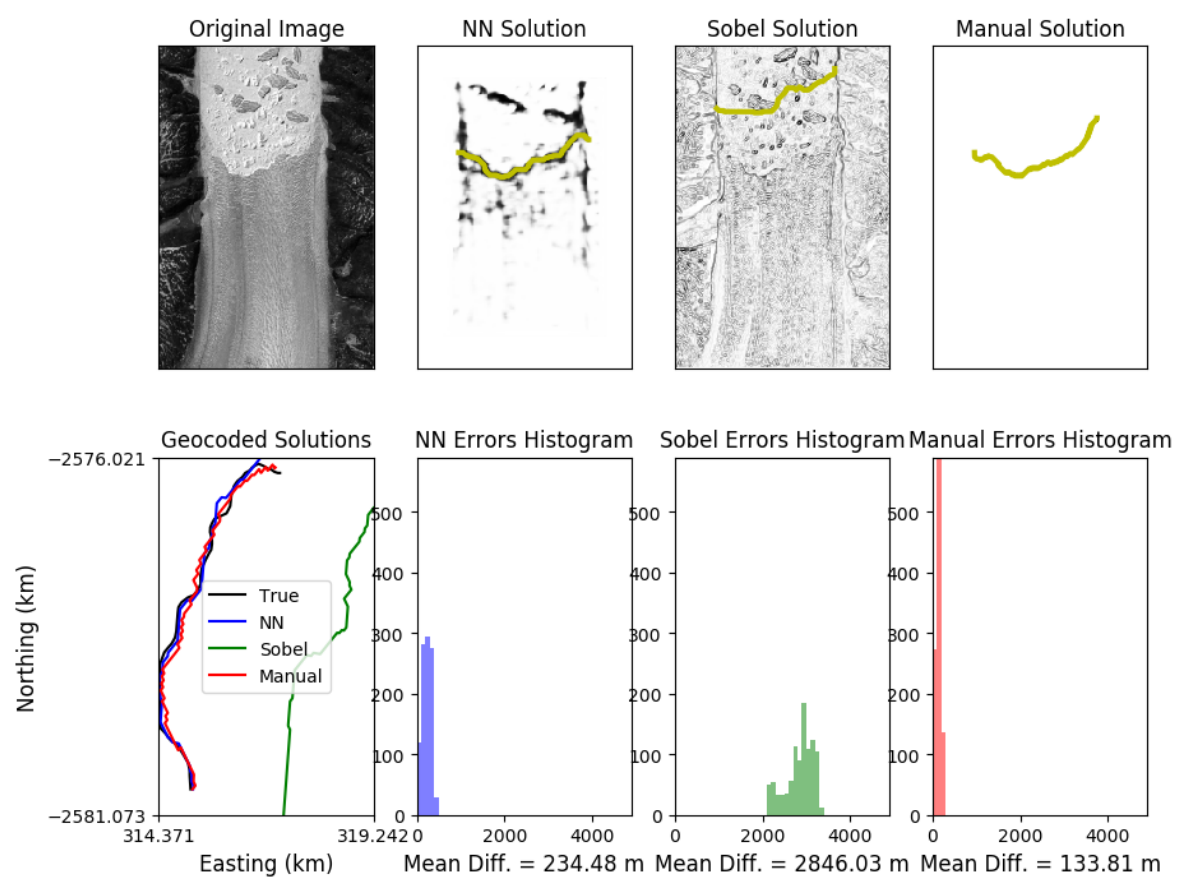 Original Image
NN Solution
Sobel Solution
Manual Solution
Geocoded Solutions
NN Errors Histogram
Sobel Errors Histogram
Manual Errors Histogram
−2576.021
−2581.073
Northing (km)
True
NN
Sobel
Manual
314.371
319.242
Easting (km)
500
400
300
200
100
0
0
2000
4000
Mean Diff. = 234.48 m
500
400
300
200
100
0
0
2000
4000
Mean Diff. = 2846.03 m
500
400
300
200
100
0
0
2000
4000
Mean Diff. = 133.81 m